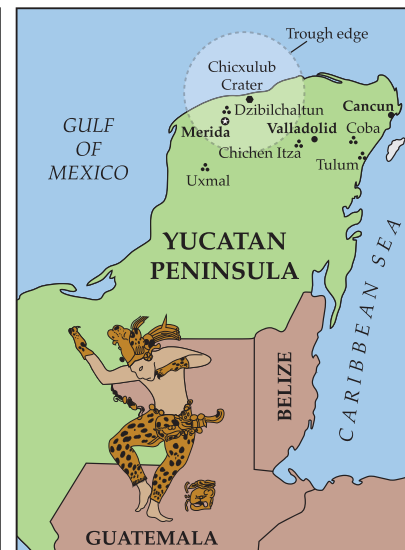 Trough edge
Chicxulub
Crater
Dzibilchaltun
Cancun
GULF
OF
MEXICO
Merida
Valladolid
Coba
Chichen Itza
Tulum
Uxmal
YUCATAN
PENINSULA
CARIBBEAN SEA
BELIZE
GUATEMALA